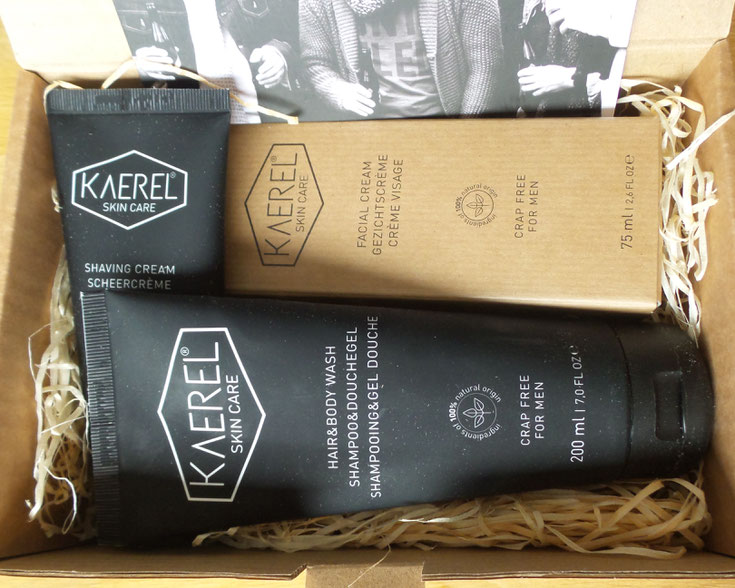 KAEREL®
SKIN CARE
SHAVING CREAM
SCHEERCRÈME
KAEREL®
SKIN CARE
FACIAL CREAM
GEZICHTSCRÈME
CRÈME VISAGE
ingredients of 100% natural origin
CRAP FREE
FOR MEN
75 ml | 2,6 FL OZ ℮
KAEREL®
SKIN CARE
HAIR&BODY WASH
SHAMPOO&DOUCHEGEL
SHAMPOOING&GEL DOUCHE
ingredients of 100% natural origin
CRAP FREE
FOR MEN
200 ml | 7,0 FL OZ ℮